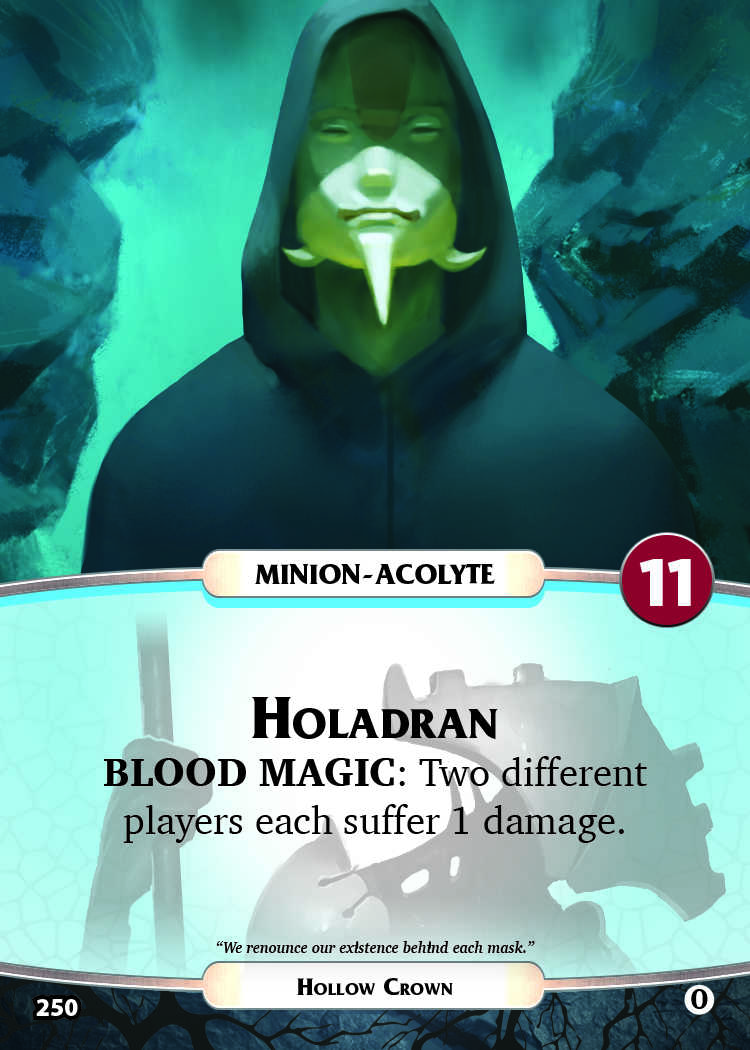 MINION-ACOLYTE
11
HOLADRAN
BLOOD MAGIC: Two different
players each suffer 1 damage.
“We renounce our existence behind each mask.”
HOLLOW CROWN
250
0